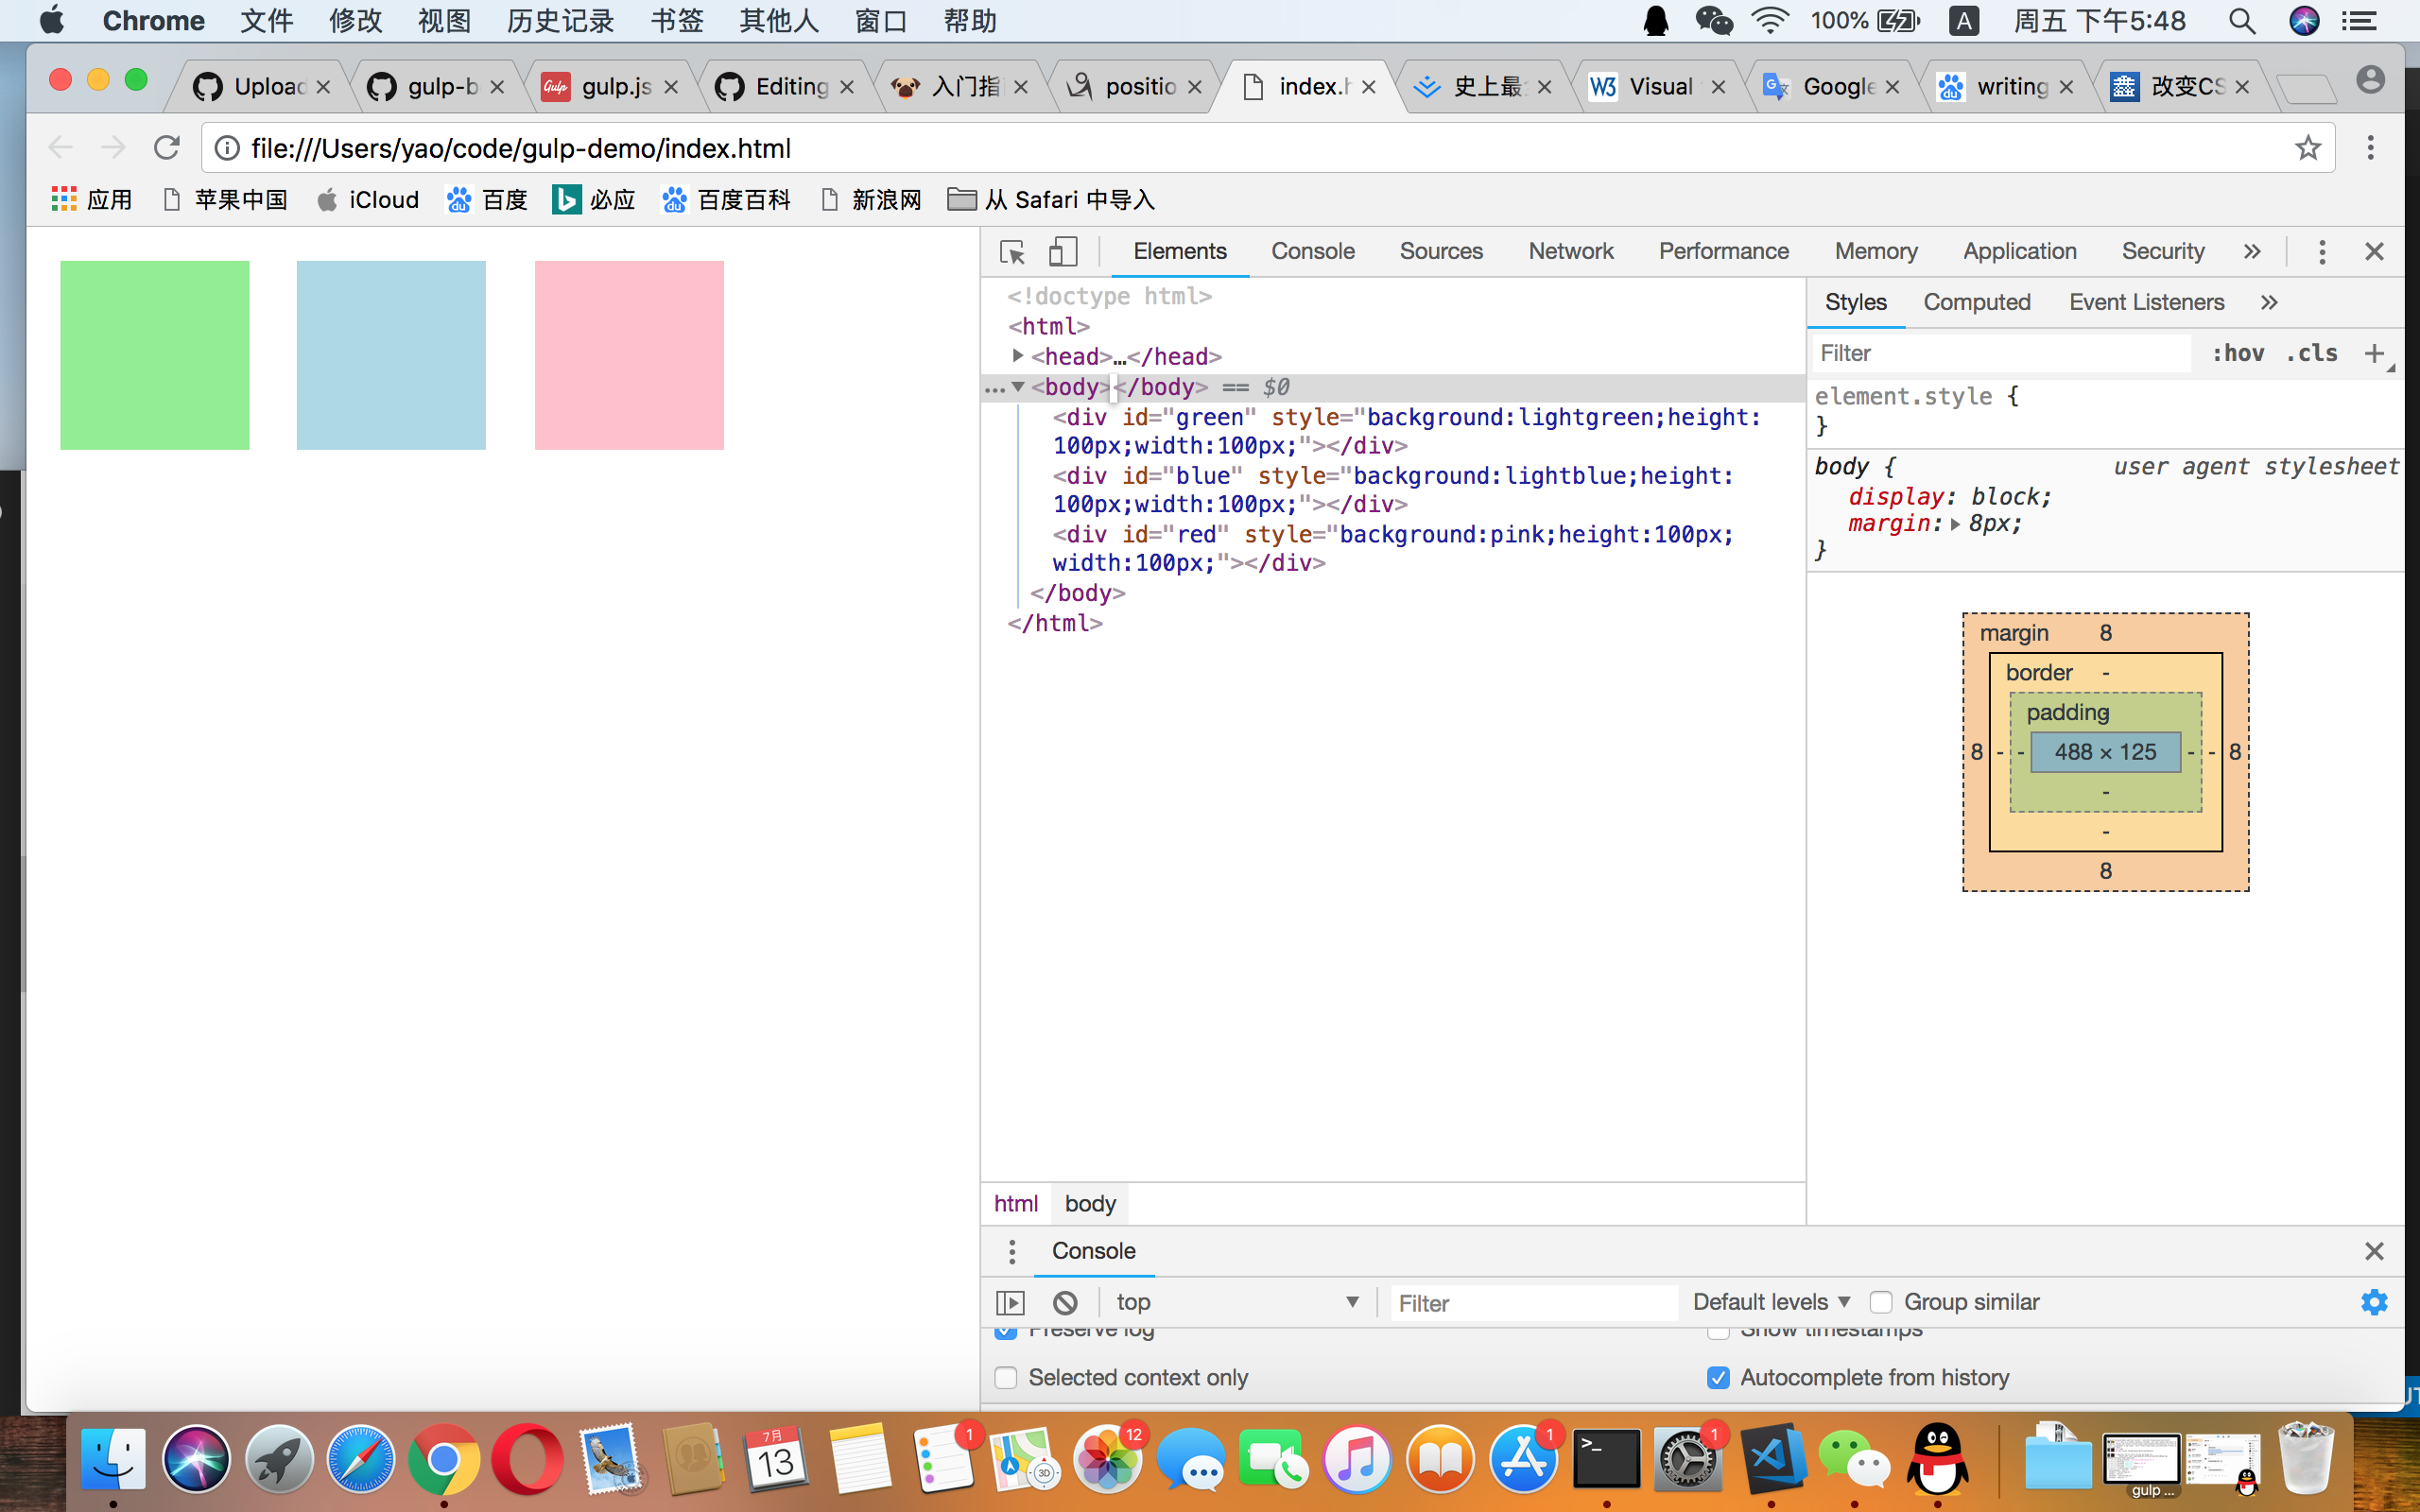 Chrome 文件 修改 视图 历史记录 书签 其他人 窗口 帮助 100% A 周五 下午5:48
Upload gulp-b Gulp gulp.js Editing 入门指 positio index.h 史上最 W3 Visual Google du writing 改变CS
file:///Users/yao/code/gulp-demo/index.html
应用 苹果中国 iCloud 百度 必应 百度百科 新浪网 从 Safari 中导入
Elements Console Sources Network Performance Memory Application Security »
<!doctype html>
<html>
<head>…</head>
… <body></body> == $0
<div id="green" style="background:lightgreen;height:
100px;width:100px;"></div>
<div id="blue" style="background:lightblue;height:
100px;width:100px;"></div>
<div id="red" style="background:pink;height:100px;
width:100px;"></div>
</body>
</html>
Styles Computed Event Listeners »
Filter :hov .cls +
element.style {
}
body { user agent stylesheet
display: block;
margin: 8px;
}
margin 8
border -
padding -
8 - - 488 × 125 - - 8
-
-
8
html body
Console
top Filter Default levels Group similar
Preserve log Show timestamps
Selected context only Autocomplete from history
7月
13
1
3D
12
1
>_
1
gulp ...